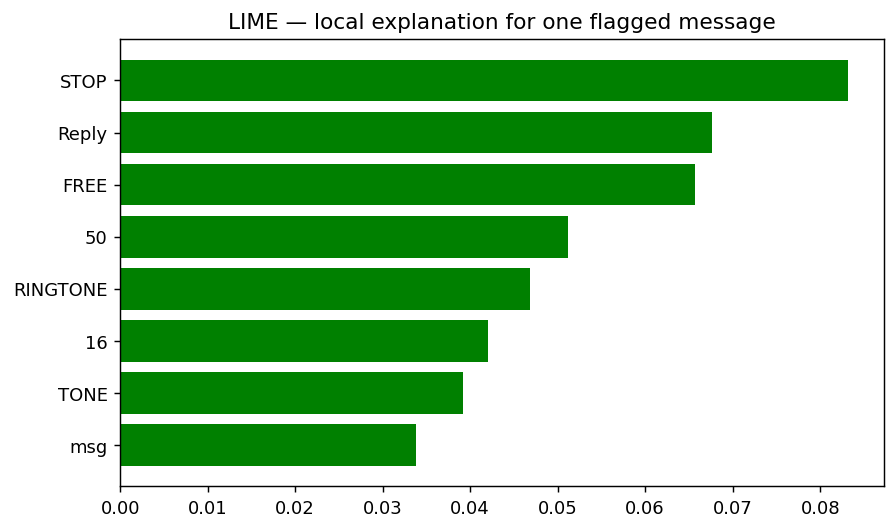 LIME — local explanation for one flagged message
STOP
Reply
FREE
50
RINGTONE
16
TONE
msg
0.00 0.01 0.02 0.03 0.04 0.05 0.06 0.07 0.08